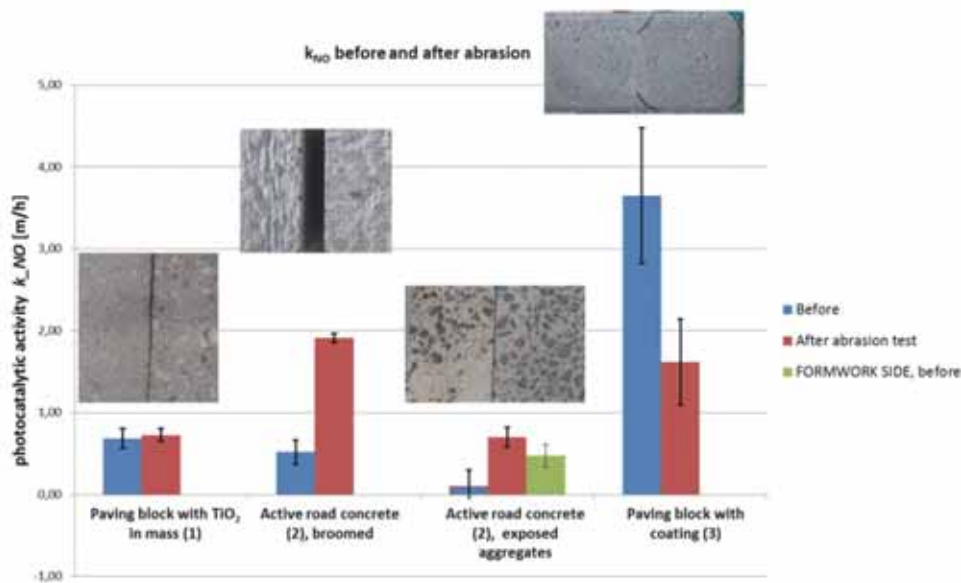 k_NO before and after abrasion
photocatalytic activity k_NO [m/h]
5,00
4,00
3,00
2,00
1,00
0,00
-1,00
Paving block with TiO₂
in mass (1)
Active road concrete
(2), broomed
Active road concrete
(2), exposed
aggregates
Paving block with
coating (3)
Before
After abrasion test
FORMWORK SIDE, before